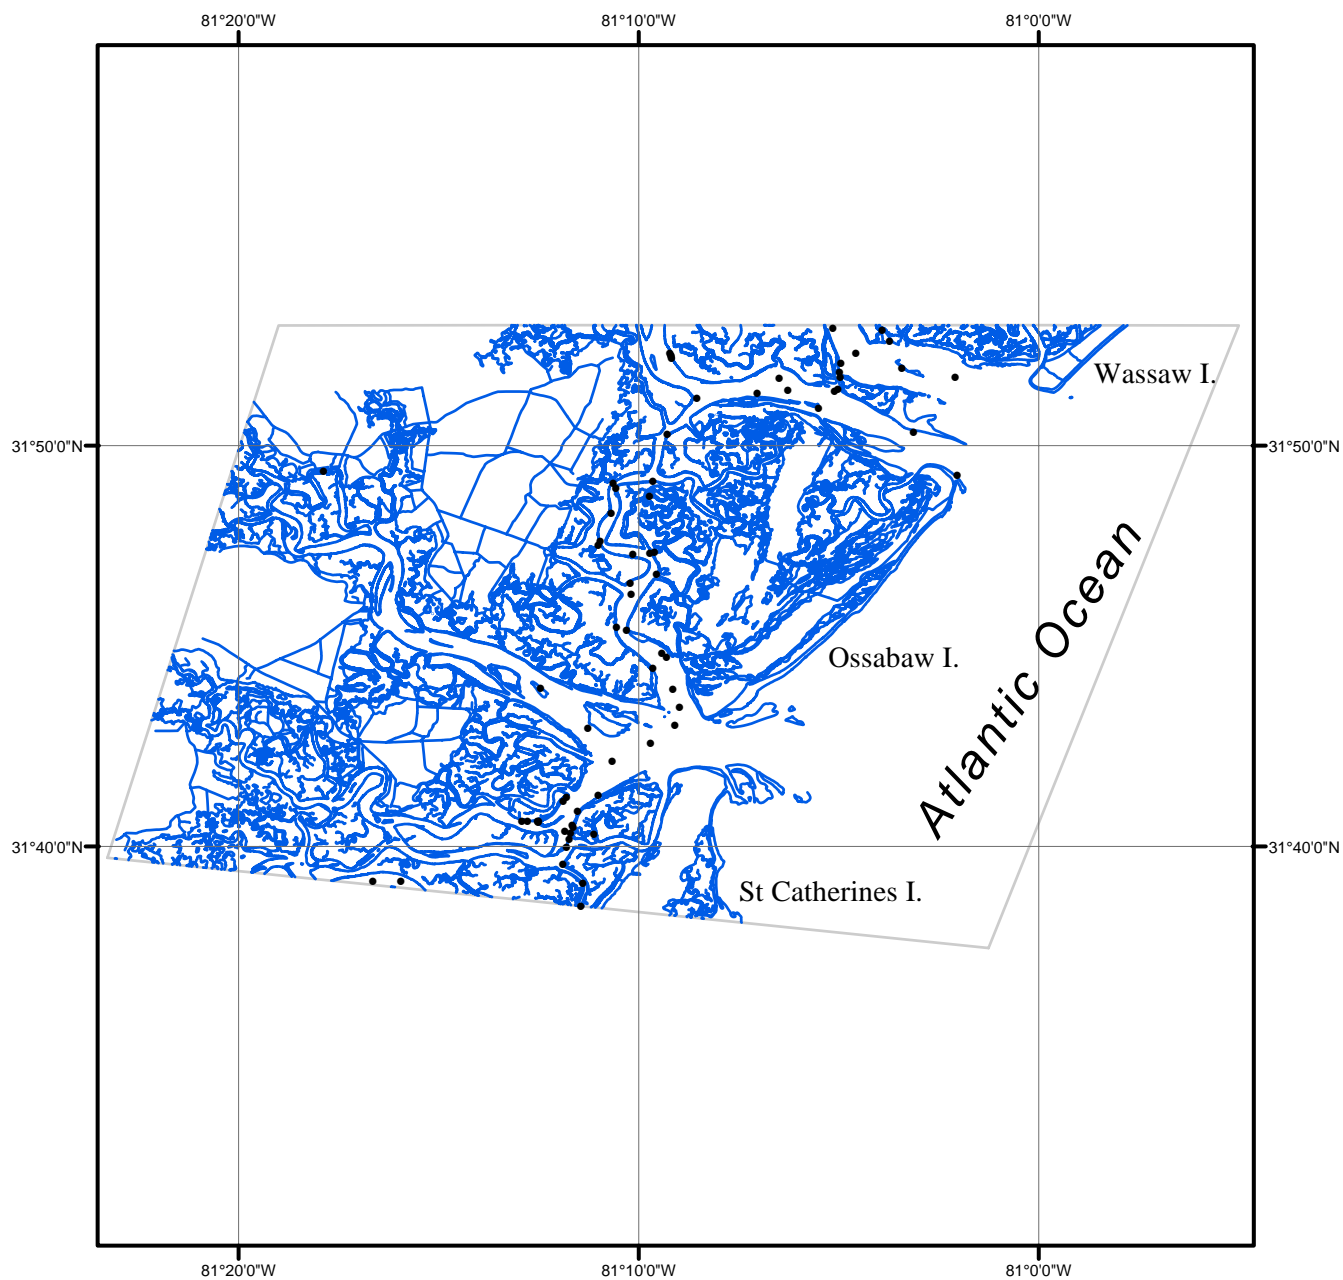 81°20'0"W 81°10'0"W 81°0'0"W
Wassaw I.
31°50'0"N 31°50'0"N
Ossabaw I.
Atlantic Ocean
31°40'0"N 31°40'0"N
St Catherines I.
81°20'0"W 81°10'0"W 81°0'0"W